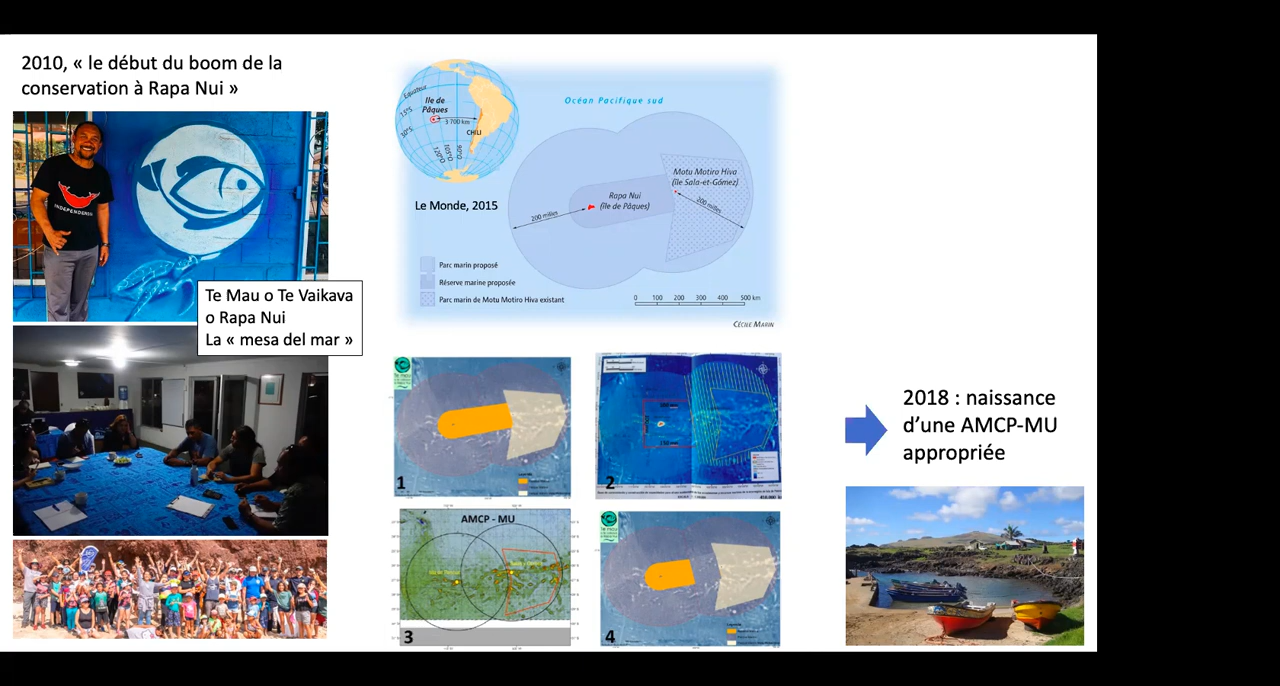 2010, « le début du boom de la
conservation à Rapa Nui »
INDEPENDENSI
Te Mau o Te Vaikava
o Rapa Nui
La « mesa del mar »
Équateur
15°S
30°S
Ile de
Pâques
3 700 km
CHILI
120°O
105°O
90°O
Océan Pacifique sud
Le Monde, 2015
Motu Motiro Hiva
(île Sala-et-Gómez)
Rapa Nui
(île de Pâques)
200 milles
200 milles
Parc marin proposé
Réserve marine proposée
Parc marin de Motu Motiro Hiva existant
0 100 200 300 400 500 km
CÉCILE MARIN
1
2
AMCP - MU
3
4
2018 : naissance
d’une AMCP-MU
appropriée